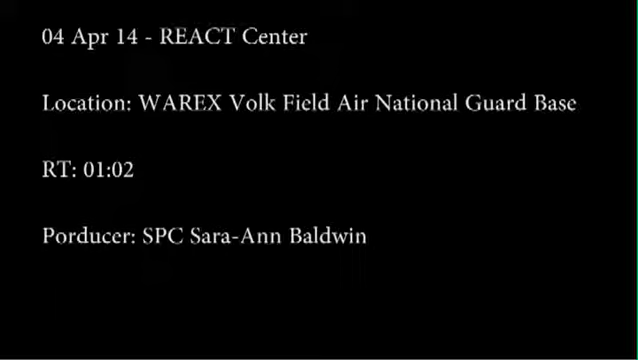 04 Apr 14 - REACT Center
Location: WAREX Volk Field Air National Guard Base
RT: 01:02
Porducer: SPC Sara-Ann Baldwin